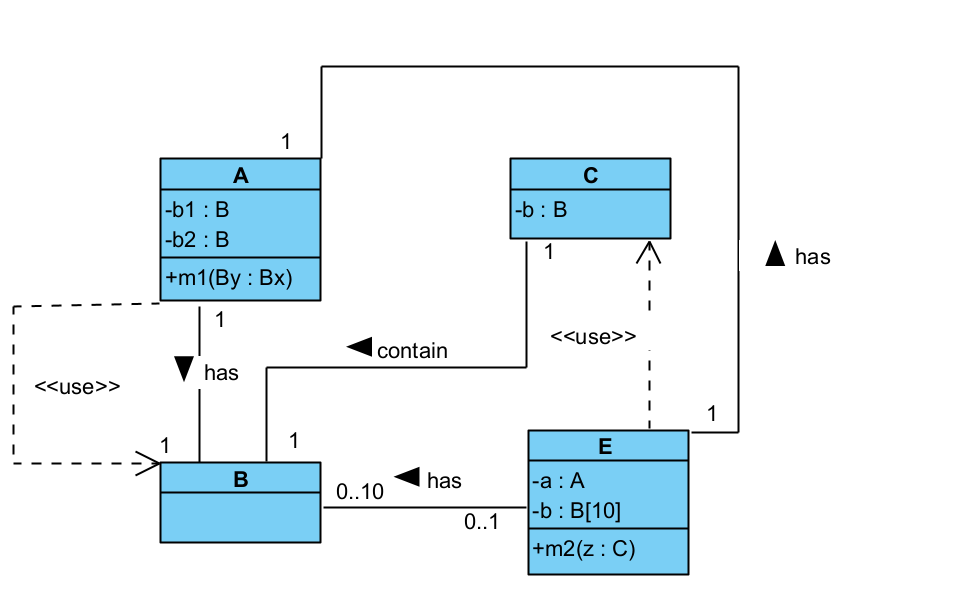 1
A
-b1 : B
-b2 : B
+m1(By : Bx)
C
-b : B
1
has
1
<<use>>
contain
has
<<use>>
1
1
1
B
E
-a : A
-b : B[10]
+m2(z : C)
has
0..10
0..1